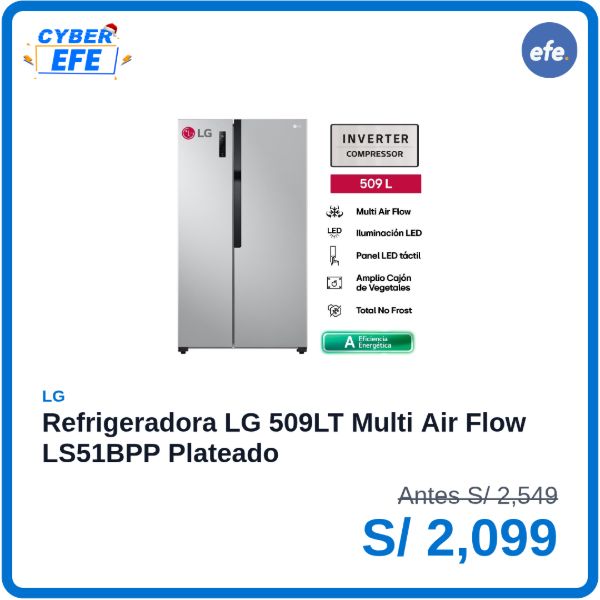 CYBER
EFE
efe.
LG
INVERTER
COMPRESSOR
509 L
Multi Air Flow
LED
Iluminación LED
Panel LED táctil
Amplio Cajón
de Vegetales
Total No Frost
A Eficiencia
Energética
LG
Refrigeradora LG 509LT Multi Air Flow
LS51BPP Plateado
Antes S/ 2,549
S/ 2,099